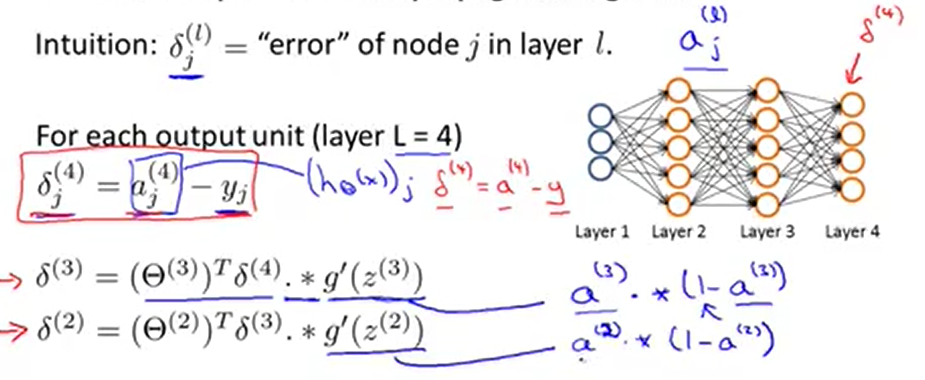 Intuition: δ_j^(l) = “error” of node j in layer l.
a_j^(l)
δ^(4)
For each output unit (layer L = 4)
δ_j^(4) = a_j^(4) − y_j
(h_Θ(x))_j δ^(4) = a^(4) − y
Layer 1 Layer 2 Layer 3 Layer 4
δ^(3) = (Θ^(3))^T δ^(4) .* g′(z^(3))
a^(3) .* (1 − a^(3))
δ^(2) = (Θ^(2))^T δ^(3) .* g′(z^(2))
a^(2) .* (1 − a^(2))